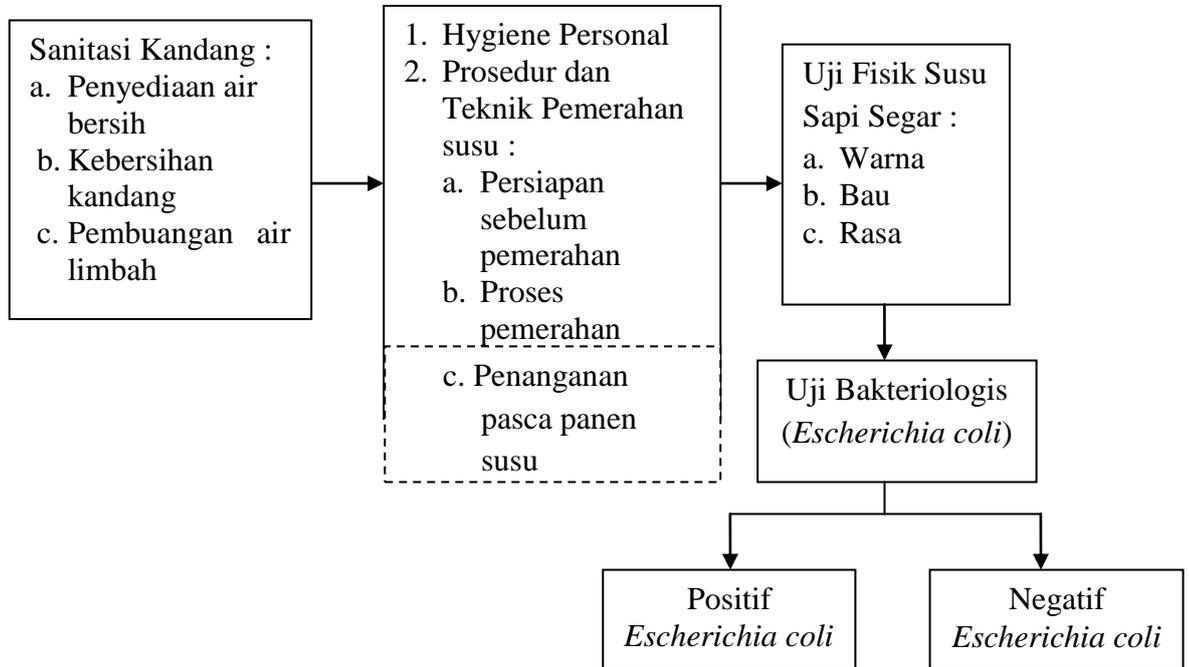 Sanitasi Kandang :
a. Penyediaan air
bersih
b. Kebersihan
kandang
c. Pembuangan air
limbah
1. Hygiene Personal
2. Prosedur dan
Teknik Pemerahan
susu :
a. Persiapan
sebelum
pemerahan
b. Proses
pemerahan
c. Penanganan
pasca panen
susu
Uji Fisik Susu
Sapi Segar :
a. Warna
b. Bau
c. Rasa
Uji Bakteriologis
(Escherichia coli)
Positif
Escherichia coli
Negatif
Escherichia coli